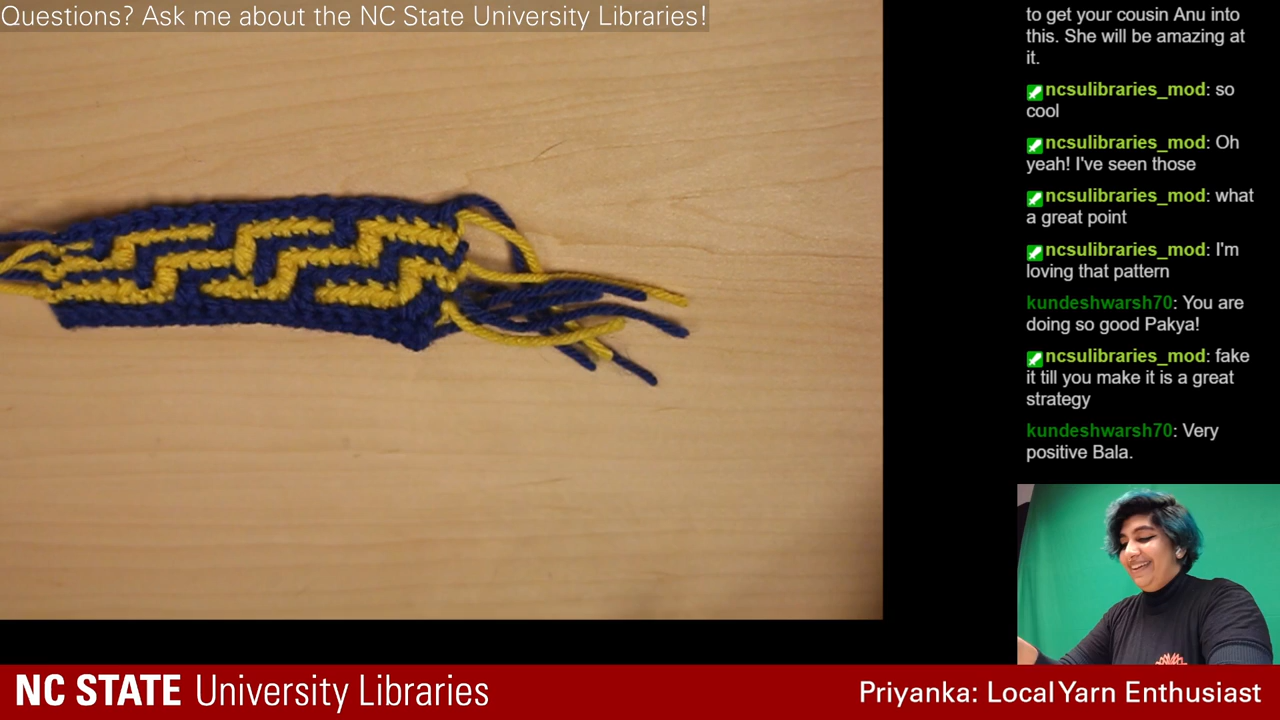 Questions? Ask me about the NC State University Libraries!
to get your cousin Anu into
this. She will be amazing at
it.
ncsulibraries_mod: so
cool
ncsulibraries_mod: Oh
yeah! I've seen those
ncsulibraries_mod: what
a great point
ncsulibraries_mod: I'm
loving that pattern
kundeshwarsh70: You are
doing so good Pakya!
ncsulibraries_mod: fake
it till you make it is a great
strategy
kundeshwarsh70: Very
positive Bala.
NC STATE University Libraries
Priyanka: Local Yarn Enthusiast